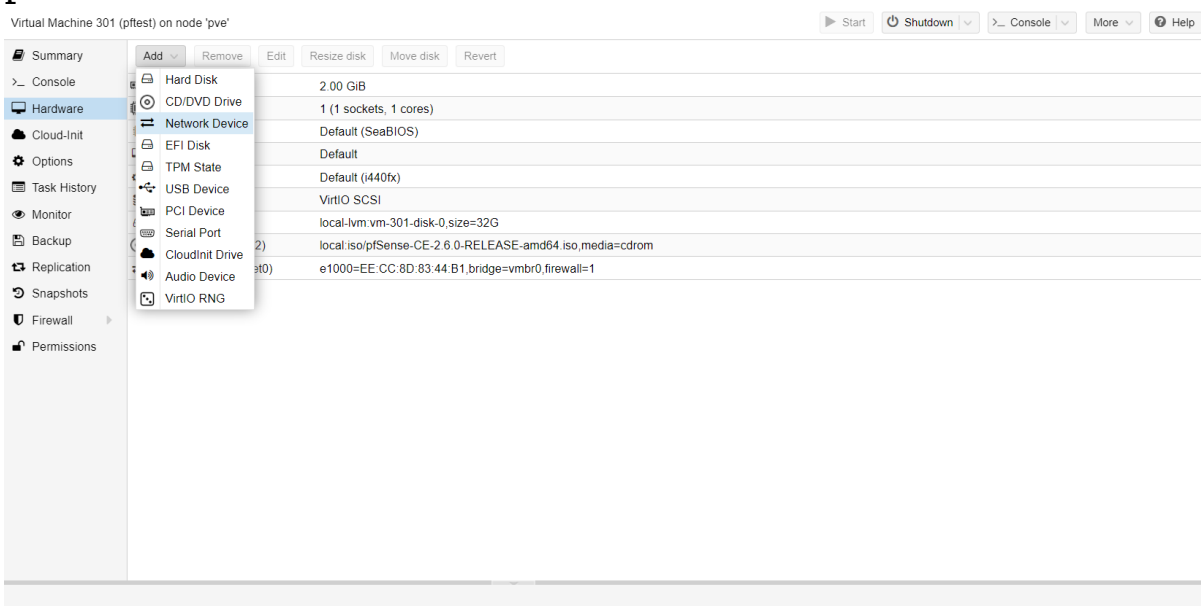 Virtual Machine 301 (pftest) on node 'pve'
Start Shutdown Console More Help
Summary
Console
Hardware
Cloud-Init
Options
Task History
Monitor
Backup
Replication
Snapshots
Firewall
Permissions
Add Remove Edit Resize disk Move disk Revert
Hard Disk
CD/DVD Drive
Network Device
EFI Disk
TPM State
USB Device
PCI Device
Serial Port
CloudInit Drive
Audio Device
VirtIO RNG
2.00 GiB
1 (1 sockets, 1 cores)
Default (SeaBIOS)
Default
Default (i440fx)
VirtIO SCSI
local-lvm:vm-301-disk-0,size=32G
2) local:iso/pfSense-CE-2.6.0-RELEASE-amd64.iso,media=cdrom
et0) e1000=EE:CC:8D:83:44:B1,bridge=vmbr0,firewall=1